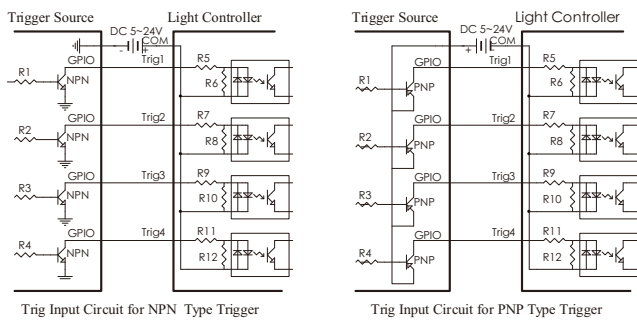 Trigger Source
Light Controller
DC 5~24V
COM
- +
GPIO
Trig1
R5
R1
NPN
R6
GPIO
Trig2
R7
R2
NPN
R8
GPIO
Trig3
R9
R3
NPN
R10
GPIO
Trig4
R11
R4
NPN
R12
Trig Input Circuit for NPN Type Trigger
Trigger Source
Light Controller
DC 5~24V
COM
+ -
GPIO
Trig1
R5
R1
PNP
R6
GPIO
Trig2
R7
R2
PNP
R8
GPIO
Trig3
R9
R3
PNP
R10
GPIO
Trig4
R11
R4
PNP
R12
Trig Input Circuit for PNP Type Trigger